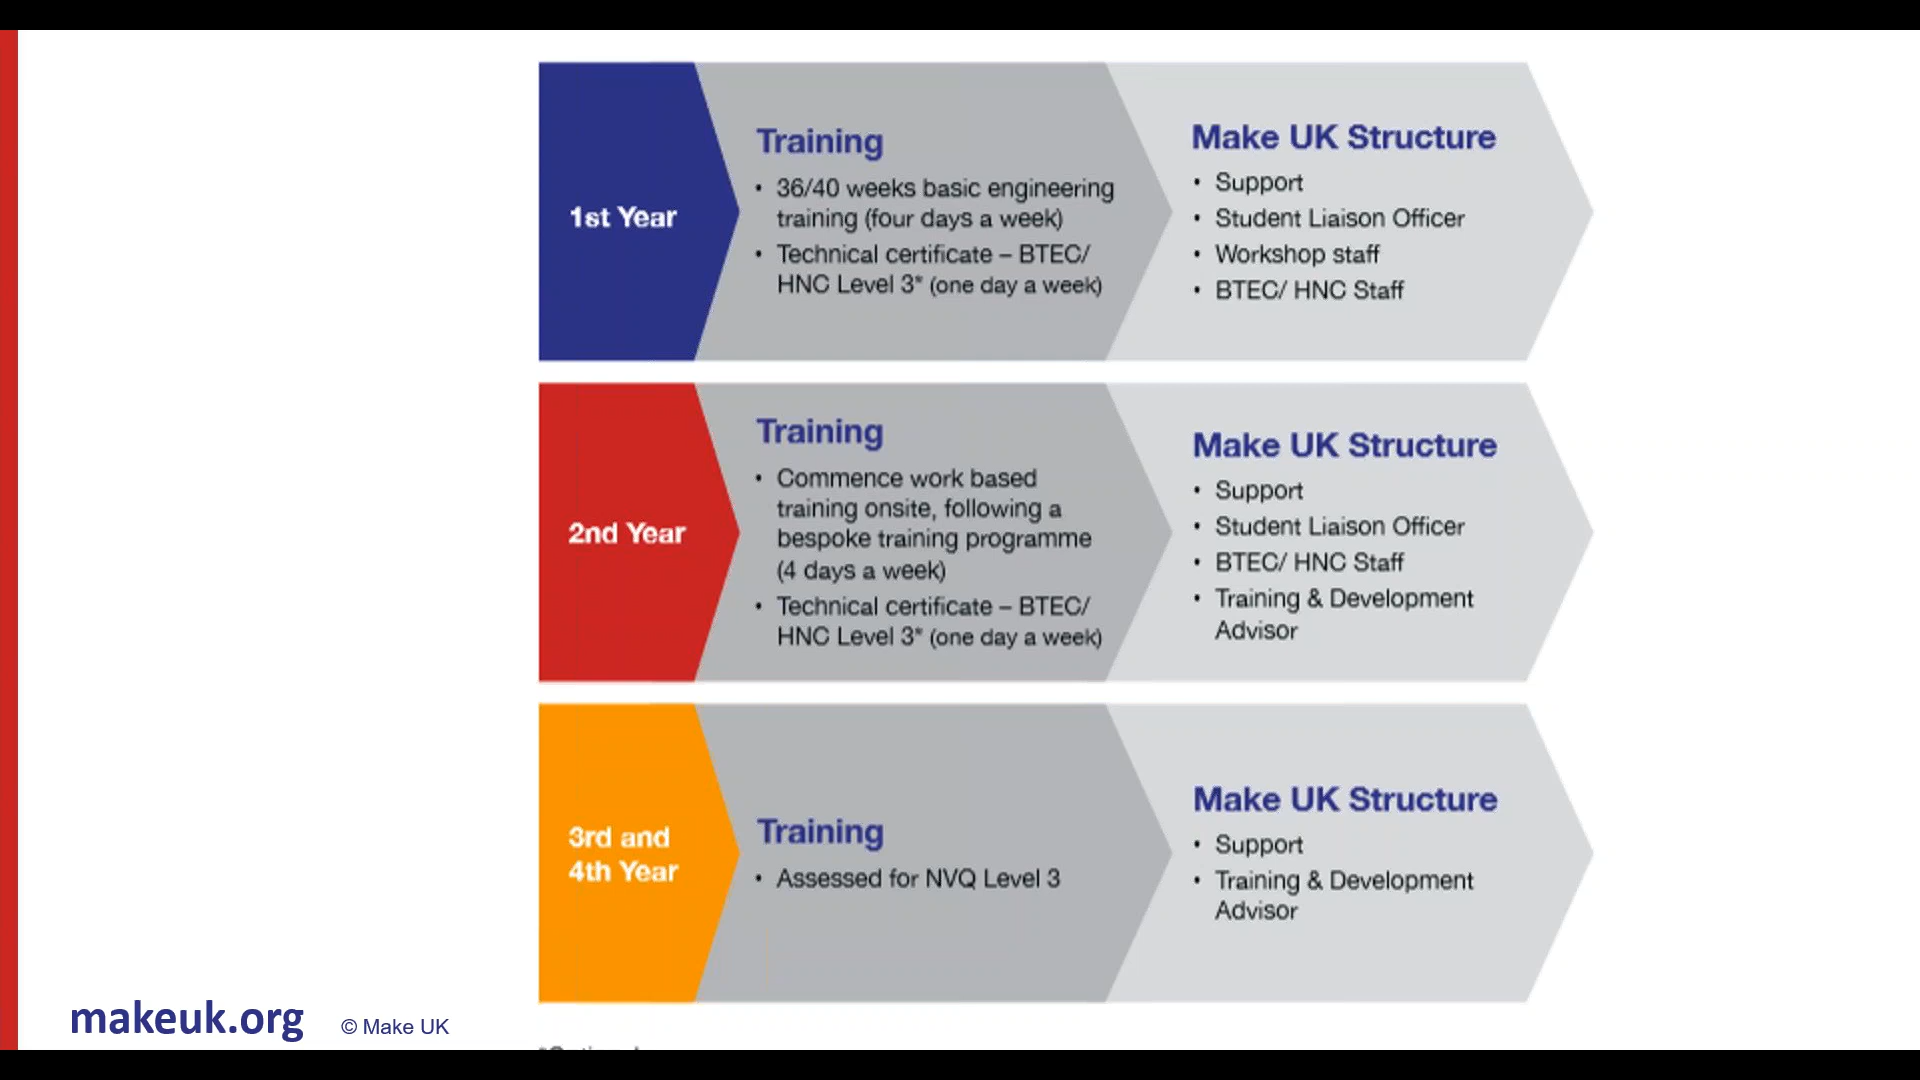 1st Year
Training
• 36/40 weeks basic engineering
training (four days a week)
• Technical certificate – BTEC/
HNC Level 3* (one day a week)
Make UK Structure
• Support
• Student Liaison Officer
• Workshop staff
• BTEC/ HNC Staff
2nd Year
Training
• Commence work based
training onsite, following a
bespoke training programme
(4 days a week)
• Technical certificate – BTEC/
HNC Level 3* (one day a week)
Make UK Structure
• Support
• Student Liaison Officer
• BTEC/ HNC Staff
• Training & Development
Advisor
3rd and
4th Year
Training
• Assessed for NVQ Level 3
Make UK Structure
• Support
• Training & Development
Advisor
makeuk.org
© Make UK